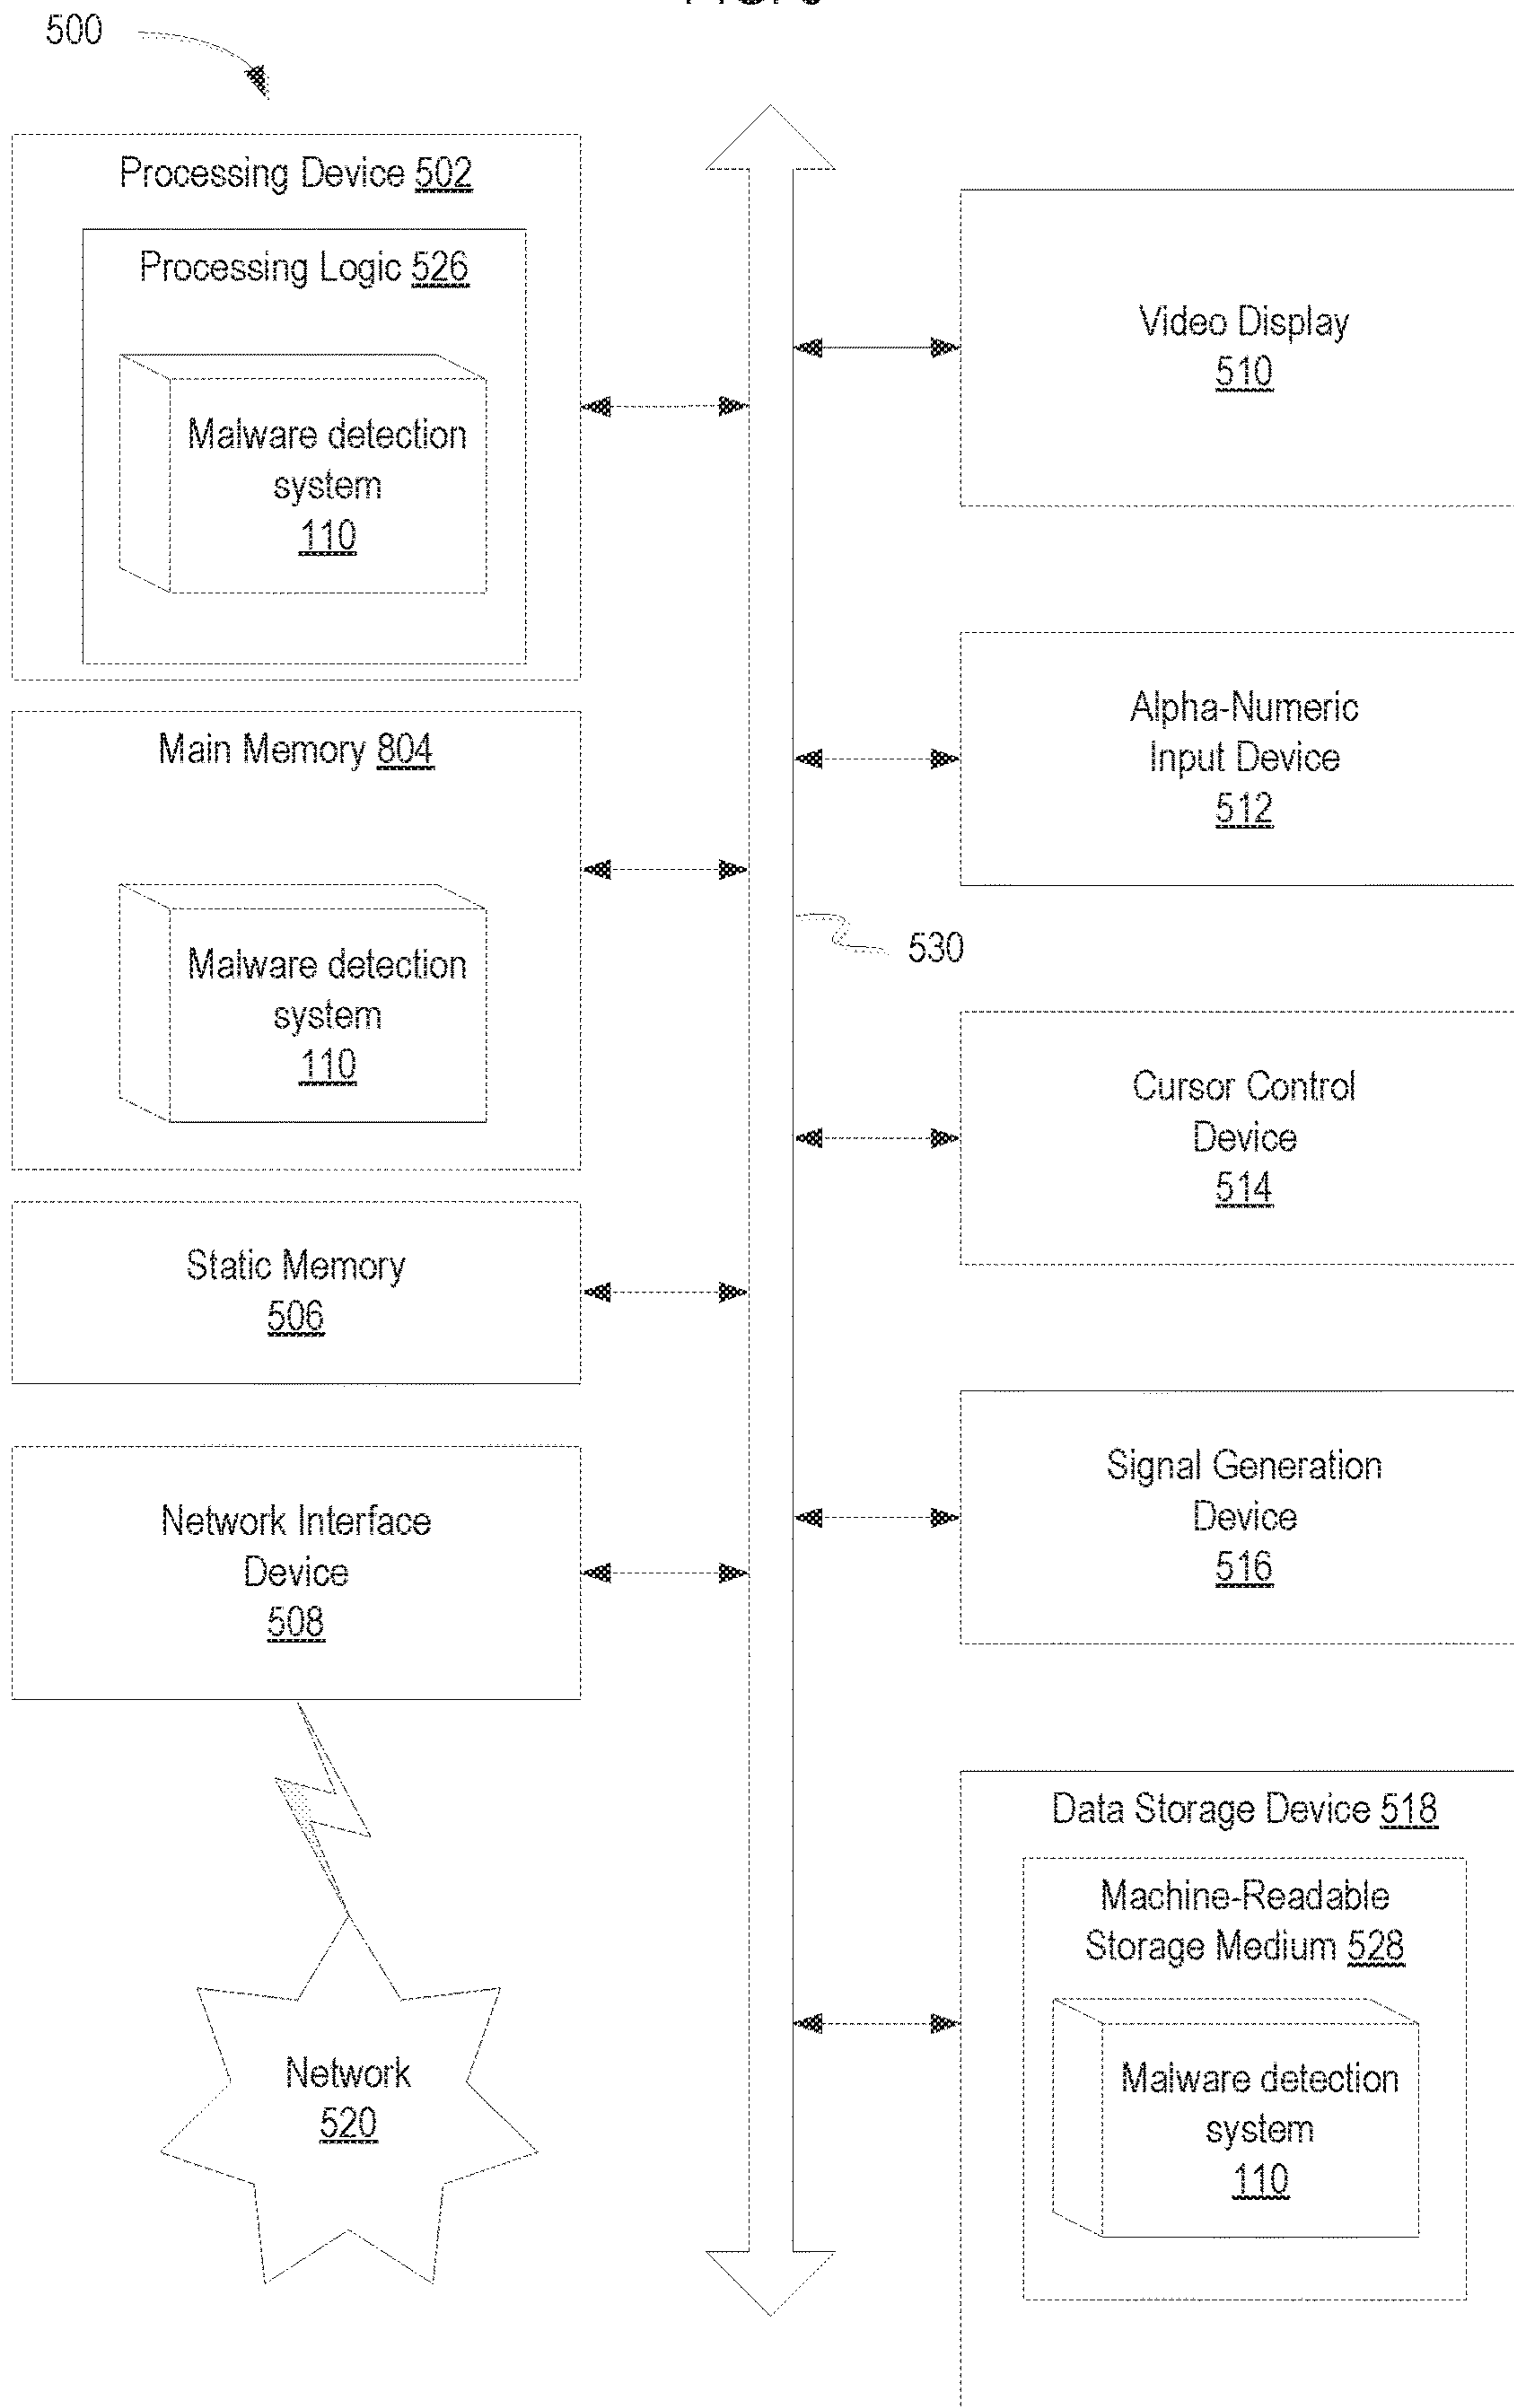 500
Processing Device 502
Processing Logic 526
Malware detection
system
110
Main Memory 804
Malware detection
system
110
Static Memory
506
Network Interface
Device
508
Network
520
530
Video Display
510
Alpha-Numeric
Input Device
512
Cursor Control
Device
514
Signal Generation
Device
516
Data Storage Device 518
Machine-Readable
Storage Medium 528
Malware detection
system
110